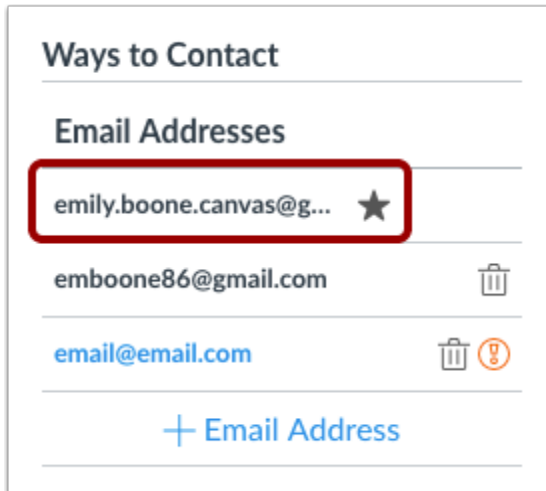 Ways to Contact
Email Addresses
emily.boone.canvas@g...
emboone86@gmail.com
email@email.com
+ Email Address